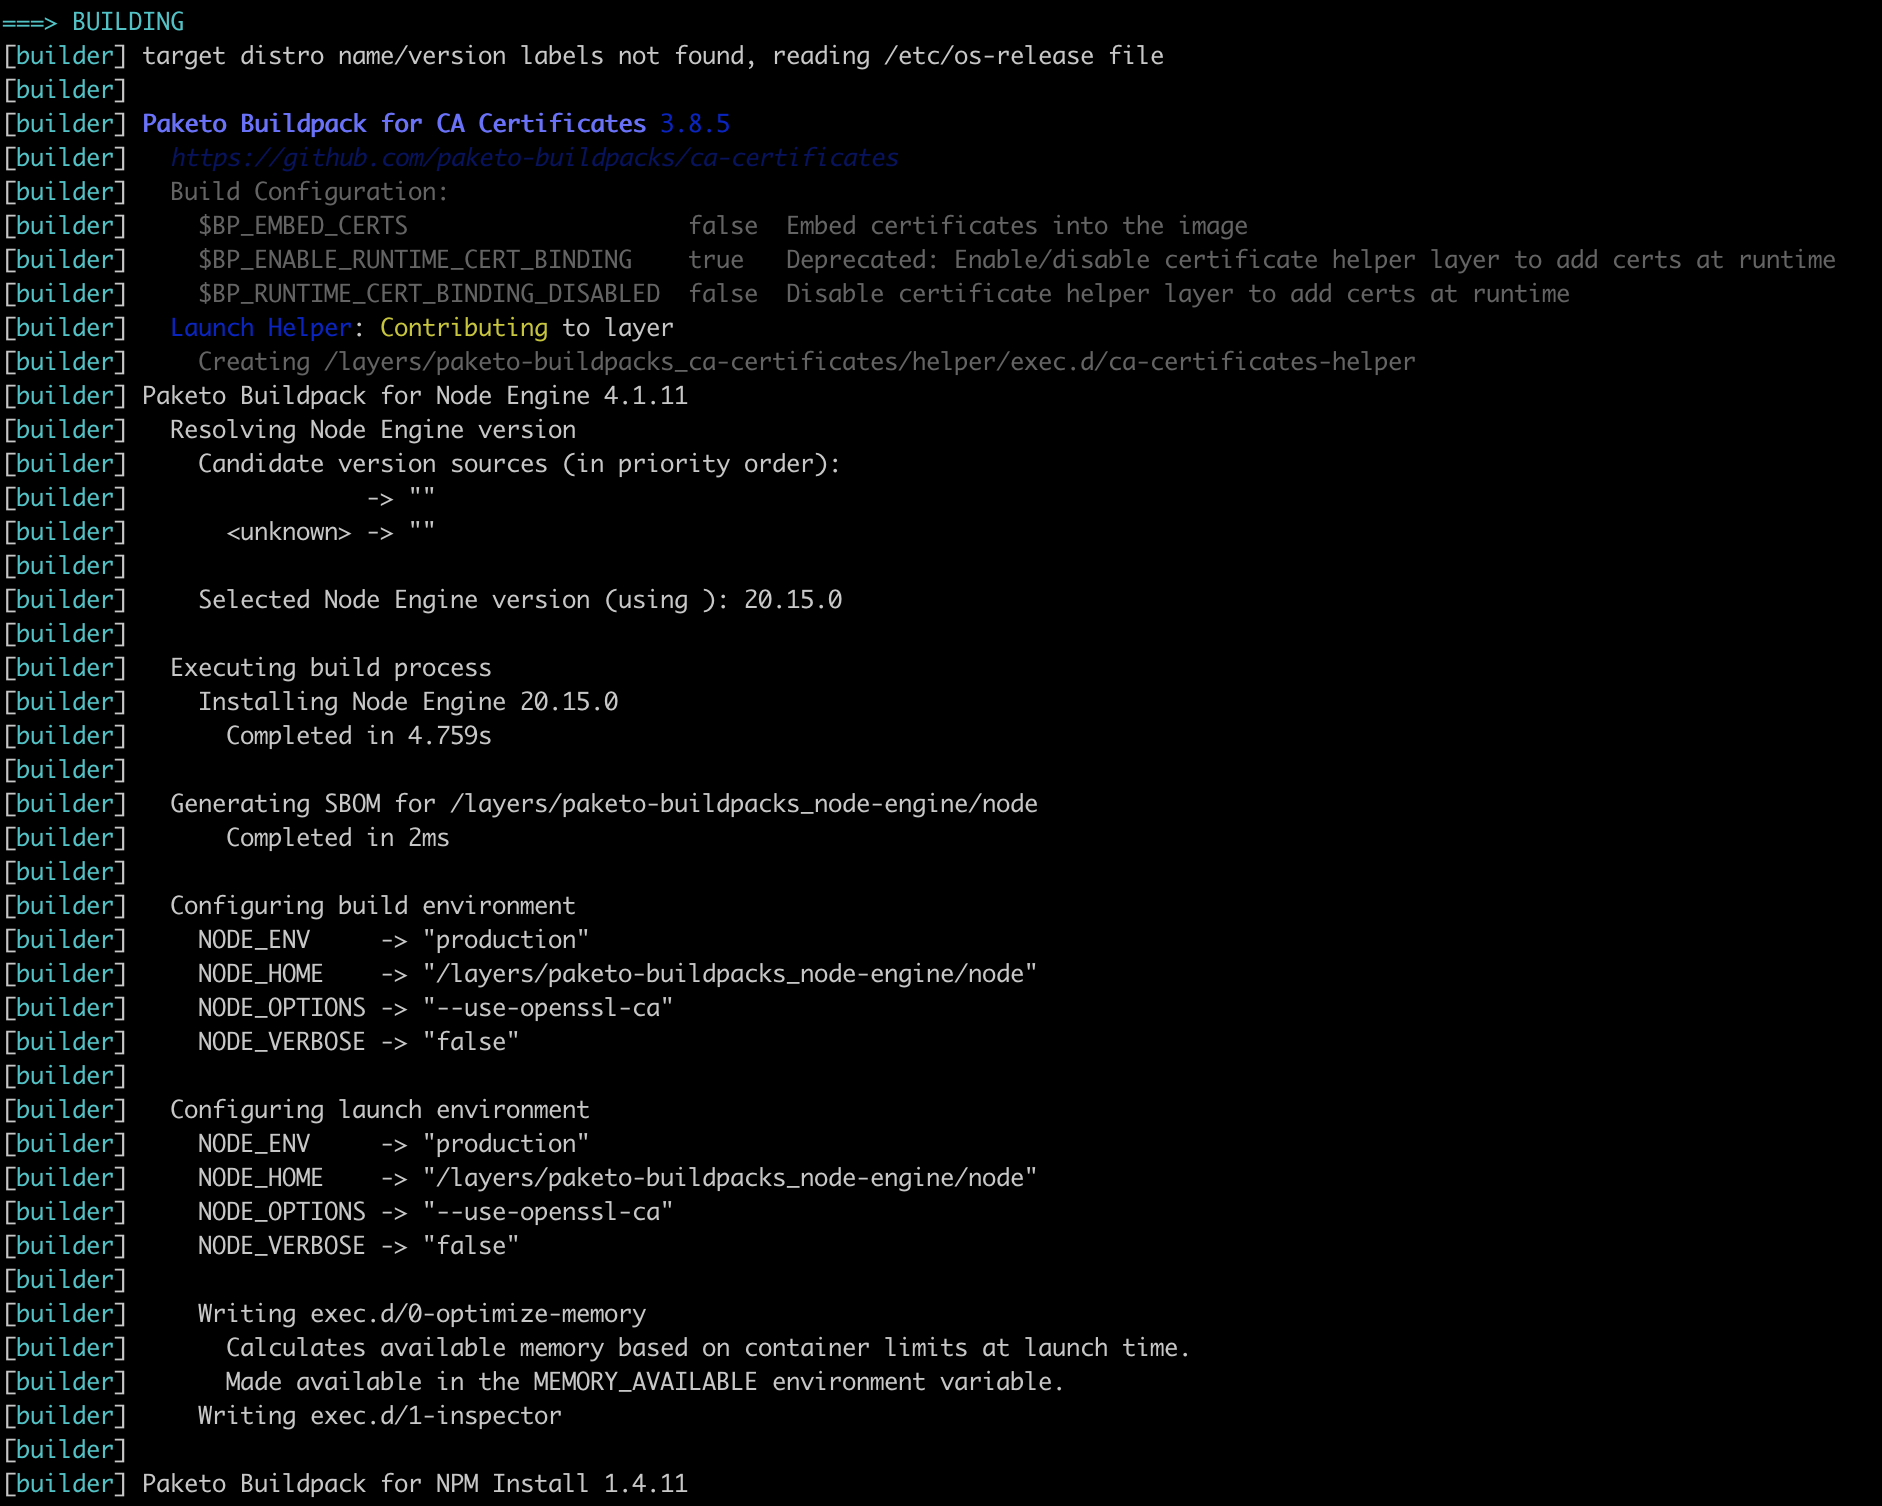 ===> BUILDING
[builder] target distro name/version labels not found, reading /etc/os-release file
[builder]
[builder] Paketo Buildpack for CA Certificates 3.8.5
[builder]   https://github.com/paketo-buildpacks/ca-certificates
[builder]   Build Configuration:
[builder]     $BP_EMBED_CERTS                    false  Embed certificates into the image
[builder]     $BP_ENABLE_RUNTIME_CERT_BINDING    true   Deprecated: Enable/disable certificate helper layer to add certs at runtime
[builder]     $BP_RUNTIME_CERT_BINDING_DISABLED  false  Disable certificate helper layer to add certs at runtime
[builder]   Launch Helper: Contributing to layer
[builder]     Creating /layers/paketo-buildpacks_ca-certificates/helper/exec.d/ca-certificates-helper
[builder] Paketo Buildpack for Node Engine 4.1.11
[builder]   Resolving Node Engine version
[builder]     Candidate version sources (in priority order):
[builder]                 -> ""
[builder]       <unknown> -> ""
[builder]
[builder]     Selected Node Engine version (using ): 20.15.0
[builder]
[builder]   Executing build process
[builder]     Installing Node Engine 20.15.0
[builder]       Completed in 4.759s
[builder]
[builder]   Generating SBOM for /layers/paketo-buildpacks_node-engine/node
[builder]       Completed in 2ms
[builder]
[builder]   Configuring build environment
[builder]     NODE_ENV     -> "production"
[builder]     NODE_HOME    -> "/layers/paketo-buildpacks_node-engine/node"
[builder]     NODE_OPTIONS -> "--use-openssl-ca"
[builder]     NODE_VERBOSE -> "false"
[builder]
[builder]   Configuring launch environment
[builder]     NODE_ENV     -> "production"
[builder]     NODE_HOME    -> "/layers/paketo-buildpacks_node-engine/node"
[builder]     NODE_OPTIONS -> "--use-openssl-ca"
[builder]     NODE_VERBOSE -> "false"
[builder]
[builder]     Writing exec.d/0-optimize-memory
[builder]       Calculates available memory based on container limits at launch time.
[builder]       Made available in the MEMORY_AVAILABLE environment variable.
[builder]     Writing exec.d/1-inspector
[builder]
[builder] Paketo Buildpack for NPM Install 1.4.11